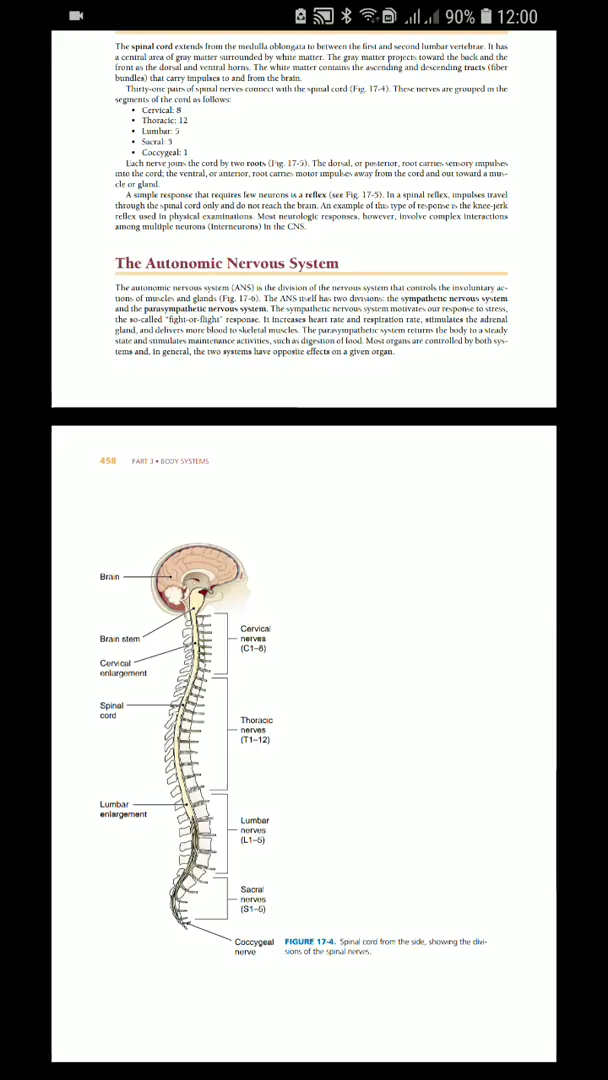 90% 12:00
The spinal cord extends from the medulla oblongata to between the first and second lumbar vertebrae. It has
a central area of gray matter surrounded by white matter. The gray matter projects toward the back and the
front as the dorsal and ventral horns. The white matter contains the ascending and descending tracts (fiber
bundles) that carry impulses to and from the brain.
Thirty-one pairs of spinal nerves connect with the spinal cord (Fig. 17-4). These nerves are grouped in the
segments of the cord as follows:
• Cervical: 8
• Thoracic: 12
• Lumbar: 5
• Sacral: 5
• Coccygeal: 1
Each nerve joins the cord by two roots (Fig. 17-5). The dorsal, or posterior, root carries sensory impulses
into the cord; the ventral, or anterior, root carries motor impulses away from the cord and out toward a mus-
cle or gland.
A simple response that requires few neurons is a reflex (see Fig. 17-5). In a spinal reflex, impulses travel
through the spinal cord only and do not reach the brain. An example of this type of response is the knee-jerk
reflex used in physical examinations. Most neurologic responses, however, involve complex interactions
among multiple neurons (interneurons) in the CNS.
The Autonomic Nervous System
The autonomic nervous system (ANS) is the division of the nervous system that controls the involuntary ac-
tions of muscles and glands (Fig. 17-6). The ANS itself has two divisions: the sympathetic nervous system
and the parasympathetic nervous system. The sympathetic nervous system motivates our response to stress,
the so-called "fight-or-flight" response. It increases heart rate and respiration rate, stimulates the adrenal
gland, and delivers more blood to skeletal muscles. The parasympathetic system returns the body to a steady
state and stimulates maintenance activities, such as digestion of food. Most organs are controlled by both sys-
tems and, in general, the two systems have opposite effects on a given organ.
458 PART 3 • BODY SYSTEMS
Brain
Brain stem
Cervical
enlargement
Spinal
cord
Lumbar
enlargement
Cervical
nerves
(C1–8)
Thoracic
nerves
(T1–12)
Lumbar
nerves
(L1–5)
Sacral
nerves
(S1–5)
Coccygeal
nerve
FIGURE 17-4. Spinal cord from the side, showing the divi-
sions of the spinal nerves.